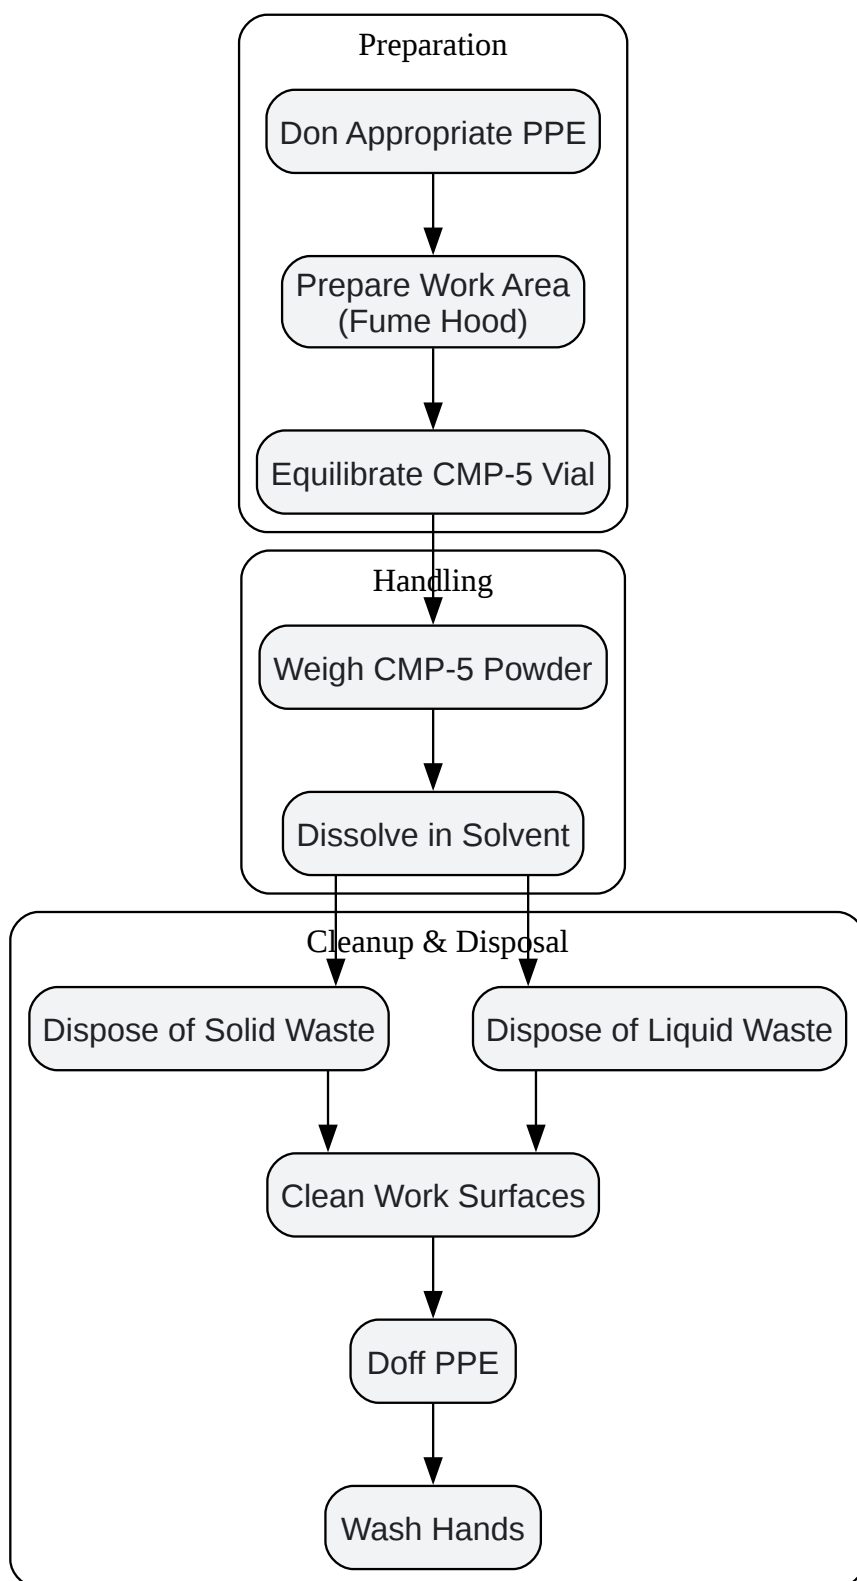 Preparation
Don Appropriate PPE
Prepare Work Area
(Fume Hood)
Equilibrate CMP-5 Vial
Handling
Weigh CMP-5 Powder
Dissolve in Solvent
Cleanup & Disposal
Dispose of Solid Waste
Dispose of Liquid Waste
Clean Work Surfaces
Doff PPE
Wash Hands